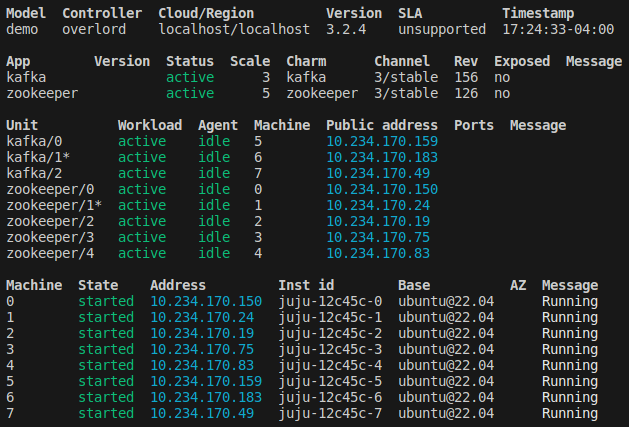 Model  Controller  Cloud/Region         Version  SLA          Timestamp
demo   overlord    localhost/localhost  3.2.4    unsupported  17:24:33-04:00

App        Version  Status  Scale  Charm      Channel   Rev  Exposed  Message
kafka               active      3  kafka      3/stable  156  no
zookeeper           active      5  zookeeper  3/stable  126  no

Unit          Workload  Agent  Machine  Public address  Ports  Message
kafka/0       active    idle   5        10.234.170.159
kafka/1*      active    idle   6        10.234.170.183
kafka/2       active    idle   7        10.234.170.49
zookeeper/0   active    idle   0        10.234.170.150
zookeeper/1*  active    idle   1        10.234.170.24
zookeeper/2   active    idle   2        10.234.170.19
zookeeper/3   active    idle   3        10.234.170.75
zookeeper/4   active    idle   4        10.234.170.83

Machine  State    Address         Inst id        Base          AZ  Message
0        started  10.234.170.150  juju-12c45c-0  ubuntu@22.04      Running
1        started  10.234.170.24   juju-12c45c-1  ubuntu@22.04      Running
2        started  10.234.170.19   juju-12c45c-2  ubuntu@22.04      Running
3        started  10.234.170.75   juju-12c45c-3  ubuntu@22.04      Running
4        started  10.234.170.83   juju-12c45c-4  ubuntu@22.04      Running
5        started  10.234.170.159  juju-12c45c-5  ubuntu@22.04      Running
6        started  10.234.170.183  juju-12c45c-6  ubuntu@22.04      Running
7        started  10.234.170.49   juju-12c45c-7  ubuntu@22.04      Running